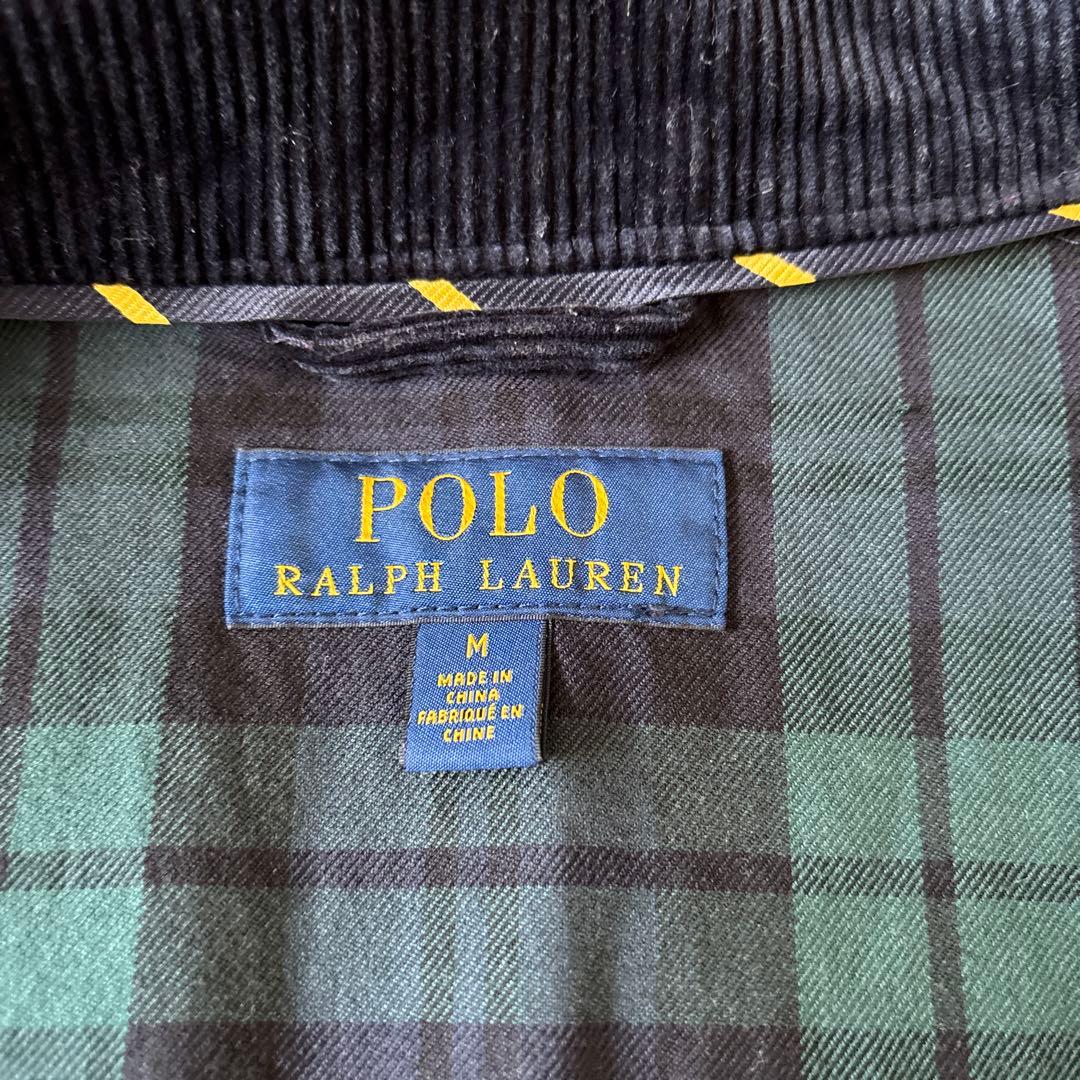 POLO
RALPH LAUREN
M
MADE IN
CHINA
FABRIQUÉ EN
CHINE